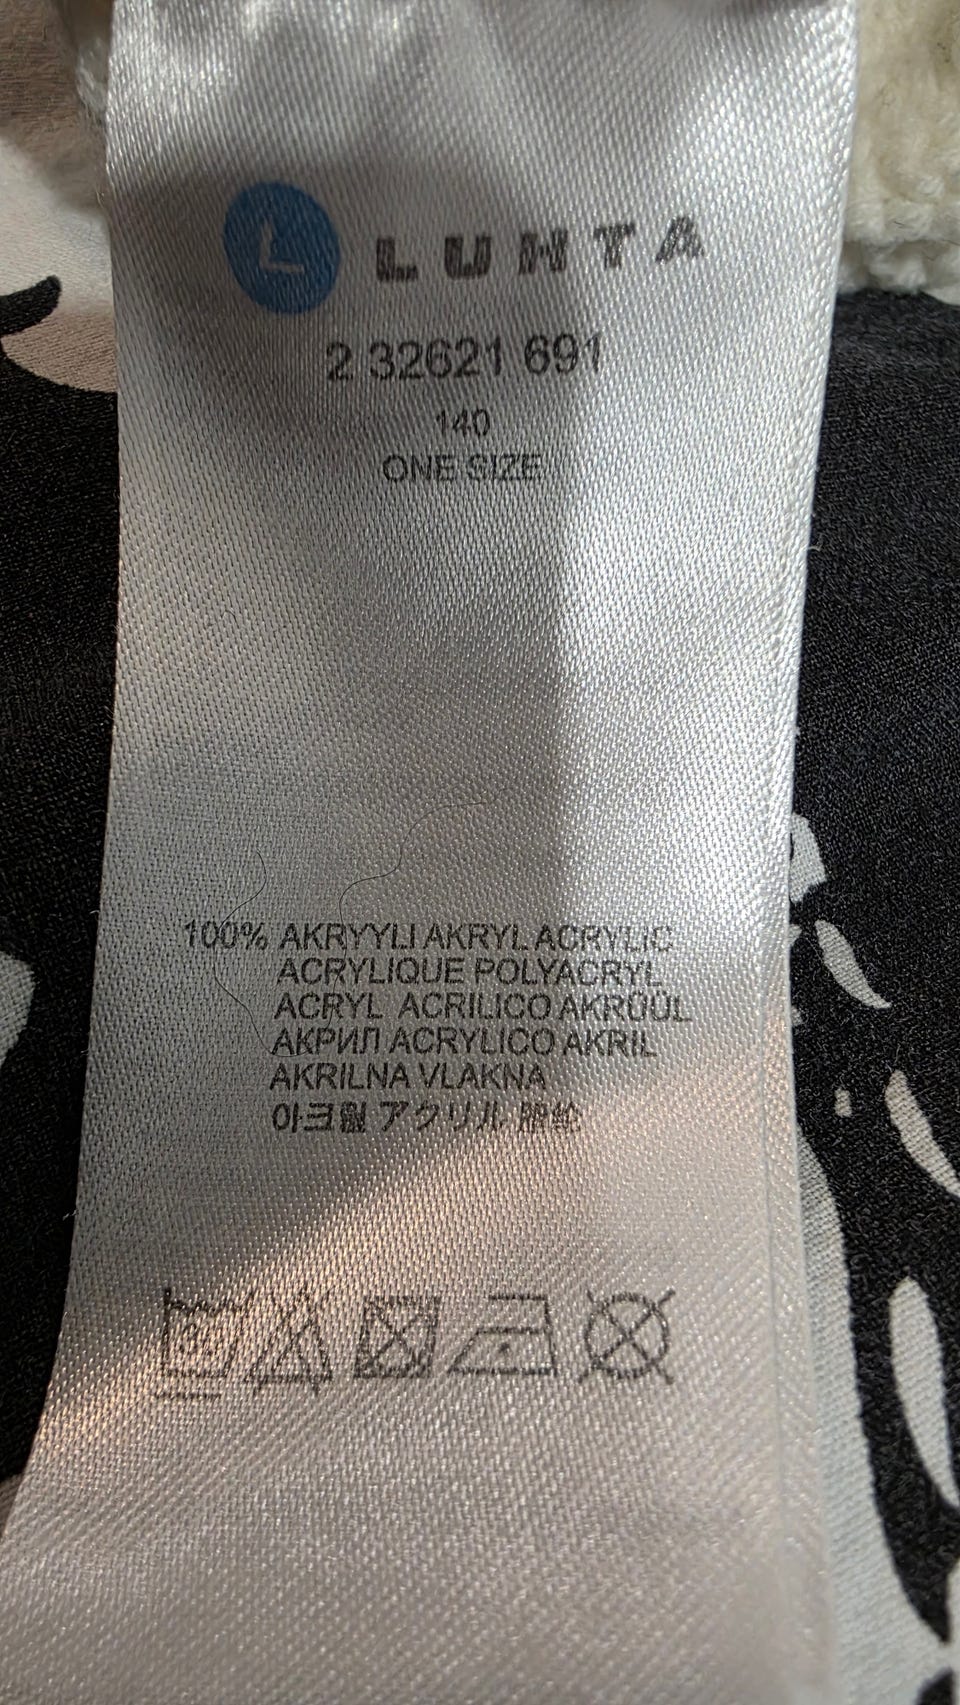 L LUHTA
2 32621 691
140
ONE SIZE
100% AKRYYLI AKRYL ACRYLIC
ACRYLIQUE POLYACRYL
ACRYL ACRILICO AKRÜÜL
АКРИЛ ACRYLICO AKRIL
AKRILNA VLAKNA
아크릴 アクリル 腈纶
30